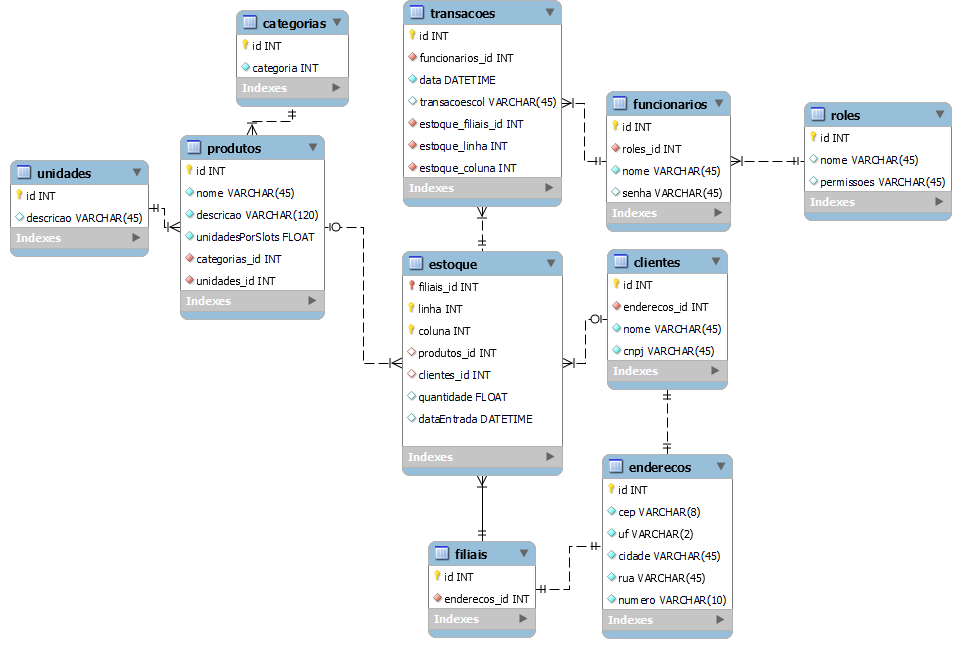 categorias
id INT
categoria INT
Indexes
transacoes
id INT
funcionarios_id INT
data DATETIME
transacoescol VARCHAR(45)
estoque_filiais_id INT
estoque_linha INT
estoque_coluna INT
Indexes
funcionarios
id INT
roles_id INT
nome VARCHAR(45)
senha VARCHAR(45)
Indexes
roles
id INT
nome VARCHAR(45)
permissoes VARCHAR(45)
Indexes
unidades
id INT
descricao VARCHAR(45)
Indexes
produtos
id INT
nome VARCHAR(45)
descricao VARCHAR(120)
unidadesPorSlots FLOAT
categorias_id INT
unidades_id INT
Indexes
estoque
filiais_id INT
linha INT
coluna INT
produtos_id INT
clientes_id INT
quantidade FLOAT
dataEntrada DATETIME
Indexes
clientes
id INT
enderecos_id INT
nome VARCHAR(45)
cnpj VARCHAR(45)
Indexes
filiais
id INT
enderecos_id INT
Indexes
enderecos
id INT
cep VARCHAR(8)
uf VARCHAR(2)
cidade VARCHAR(45)
rua VARCHAR(45)
numero VARCHAR(10)
Indexes